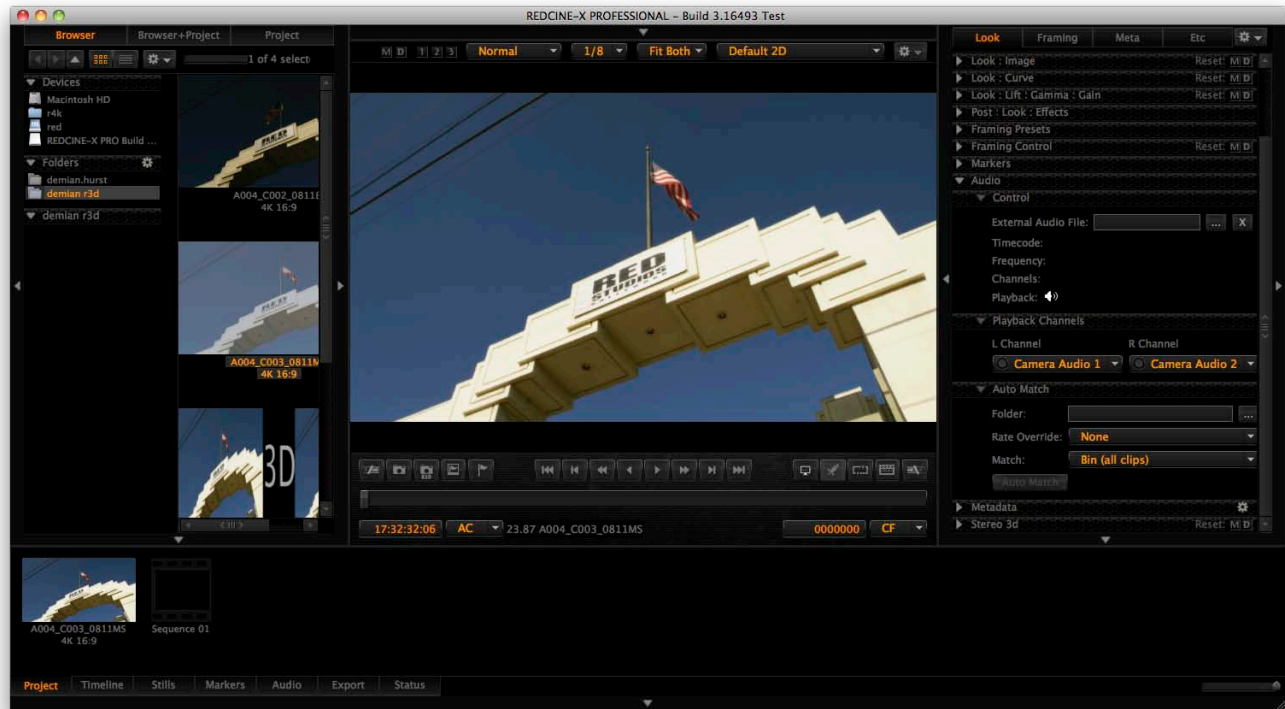 REDCINE-X PROFESSIONAL - Build 3.16493 Test
Browser
Browser+Project
Project
1 of 4 select
Devices
Macintosh HD
r4k
red
REDCINE-X PRO Build ...
Folders
demian.hurst
demian r3d
demian r3d
A004_C002_0811
4K 16:9
A004_C003_0811M
4K 16:9
3D
M D 1 2 3 Normal 1/8 Fit Both Default 2D
RED
STUDIOS
17:32:32:06 AC 23.87 A004_C003_0811MS 0000000 CF
Look Framing Meta Etc
Look : Image Reset: M D
Look : Curve Reset: M D
Look : Lift : Gamma : Gain Reset: M D
Post : Look : Effects
Framing Presets
Framing Control Reset: M D
Markers
Audio
Control
External Audio File: ... X
Timecode:
Frequency:
Channels:
Playback:
Playback Channels
L Channel R Channel
Camera Audio 1 Camera Audio 2
Auto Match
Folder: ...
Rate Override: None
Match: Bin (all clips)
Auto Match
Metadata
Stereo 3d Reset: M D
A004_C003_0811MS
4K 16:9
Sequence 01
Project Timeline Stills Markers Audio Export Status